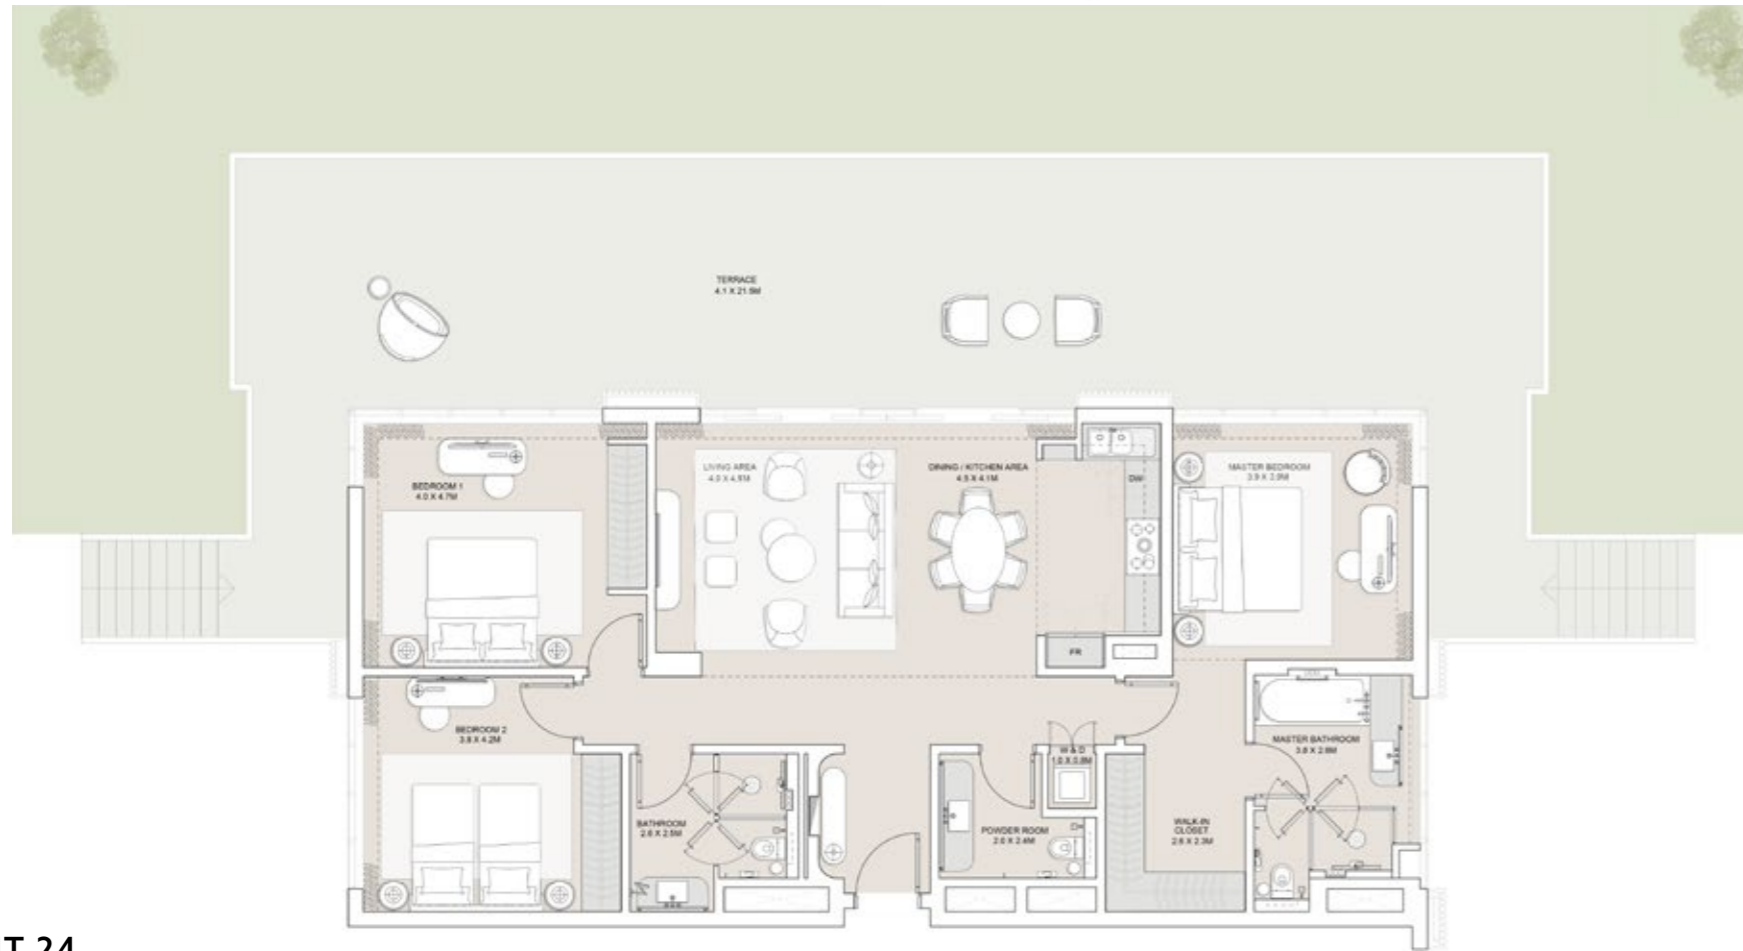 TERRACE
4.1 X 21.9M
LIVING AREA
4.0 X 4.5M
DINING / KITCHEN AREA
4.5 X 4.1M
MASTER BEDROOM
3.9 X 3.9M
BEDROOM 1
4.0 X 4.7M
DW
FR
BEDROOM 2
3.9 X 4.2M
MASTER BATHROOM
3.8 X 2.8M
W & D
1.0 X 0.8M
BATHROOM
2.6 X 2.5M
POWDER ROOM
2.0 X 2.4M
WALK-IN
CLOSET
2.6 X 2.3M
T 24